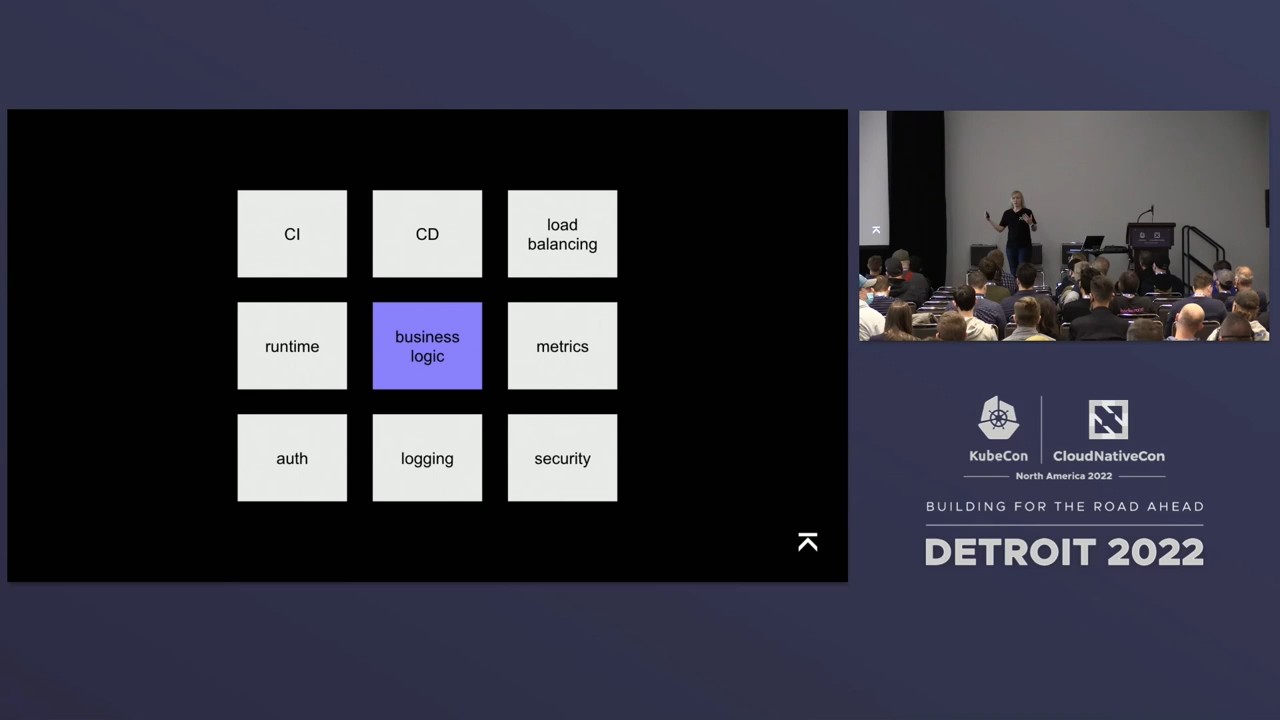 CI
CD
load
balancing
runtime
business
logic
metrics
auth
logging
security
KubeCon
CloudNativeCon
North America 2022
BUILDING FOR THE ROAD AHEAD
DETROIT 2022